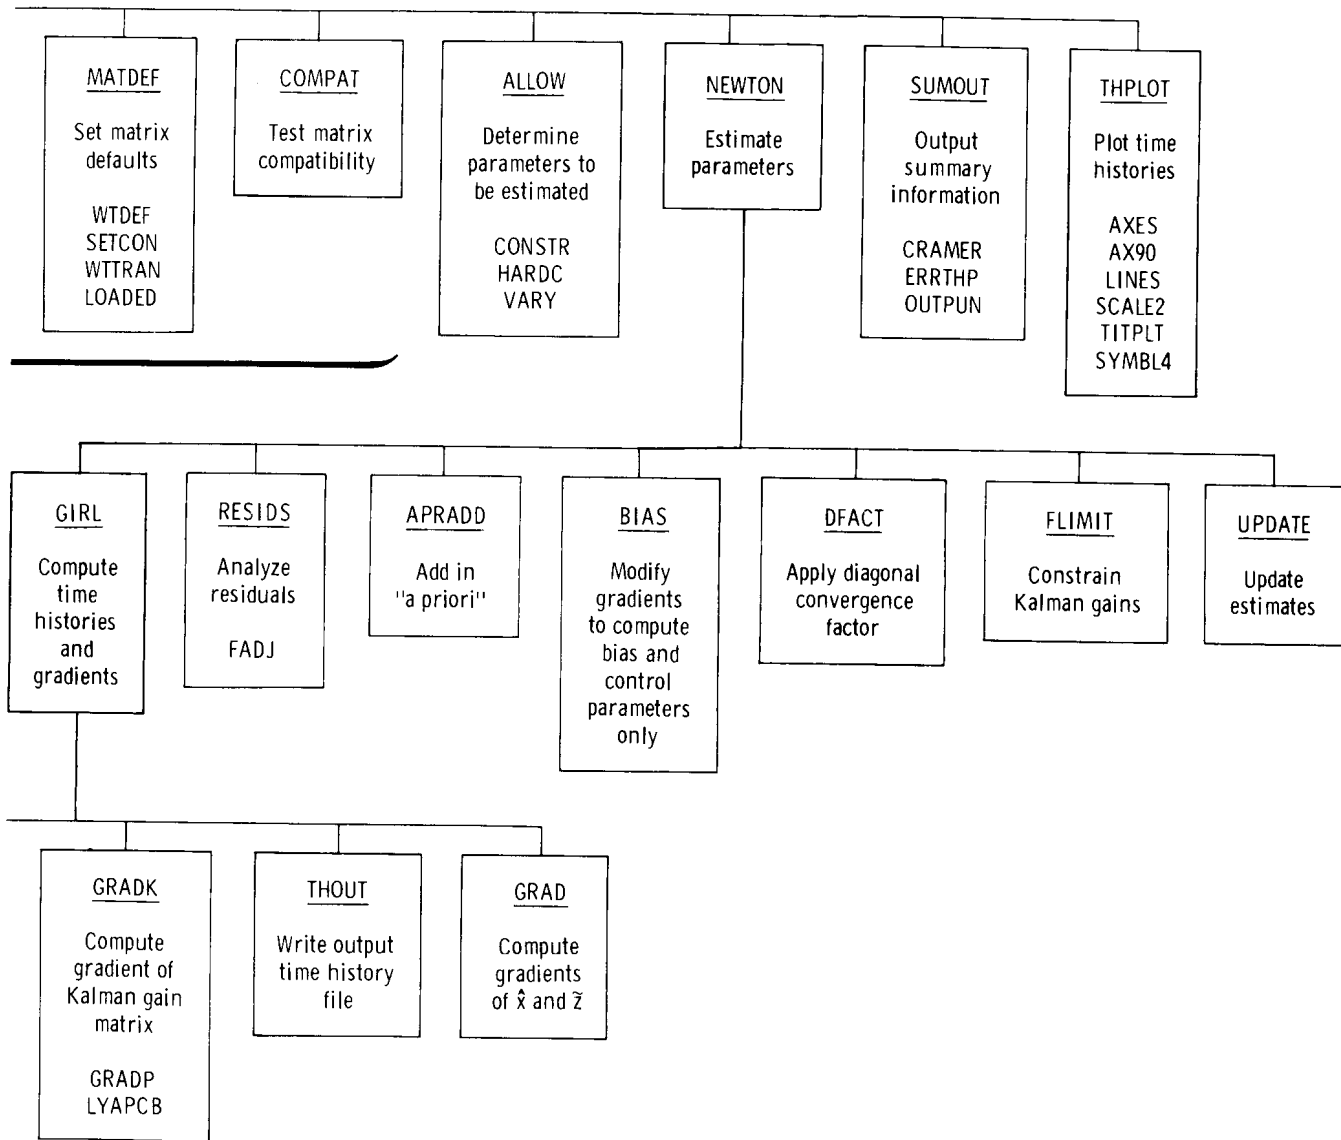 MATDEF
Set matrix
defaults
WTDEF
SETCON
WTTRAN
LOADED
COMPAT
Test matrix
compatibility
ALLOW
Determine
parameters to
be estimated
CONSTR
HARDC
VARY
NEWTON
Estimate
parameters
SUMOUT
Output
summary
information
CRAMER
ERRTHP
OUTPUN
THPLOT
Plot time
histories
AXES
AX90
LINES
SCALE2
TITPLT
SYMBL4
GIRL
Compute
time
histories
and
gradients
RESIDS
Analyze
residuals
FADJ
APRADD
Add in
"a priori"
BIAS
Modify
gradients
to compute
bias and
control
parameters
only
DFACT
Apply diagonal
convergence
factor
FLIMIT
Constrain
Kalman gains
UPDATE
Update
estimates
GRADK
Compute
gradient of
Kalman gain
matrix
GRADP
LYAPCB
THOUT
Write output
time history
file
GRAD
Compute
gradients
of x̂ and z̃